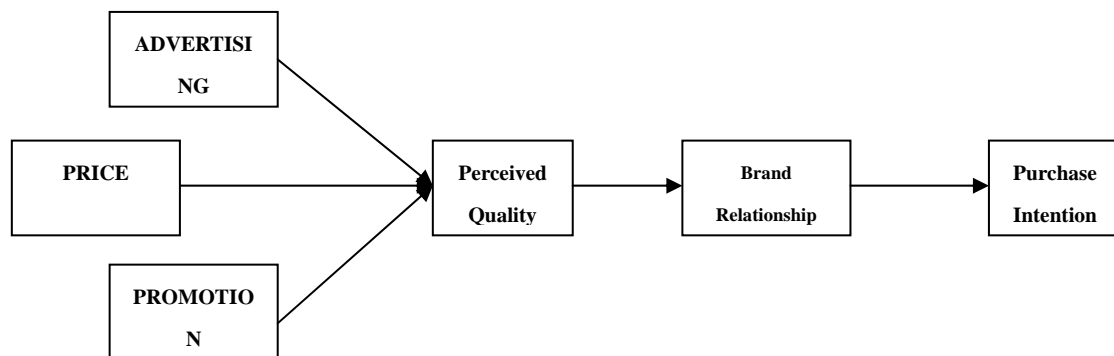 ADVERTISI
NG
PRICE
Perceived
Quality
Brand
Relationship
Purchase
Intention
PROMOTIO
N